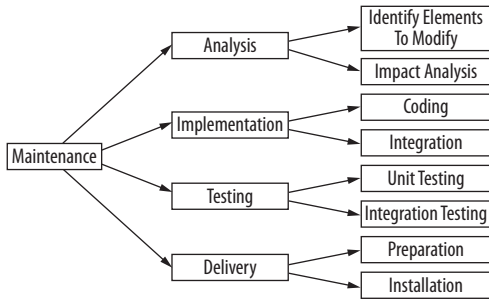 Maintenance
Analysis
Implementation
Testing
Delivery
Identify Elements
To Modify
Impact Analysis
Coding
Integration
Unit Testing
Integration Testing
Preparation
Installation